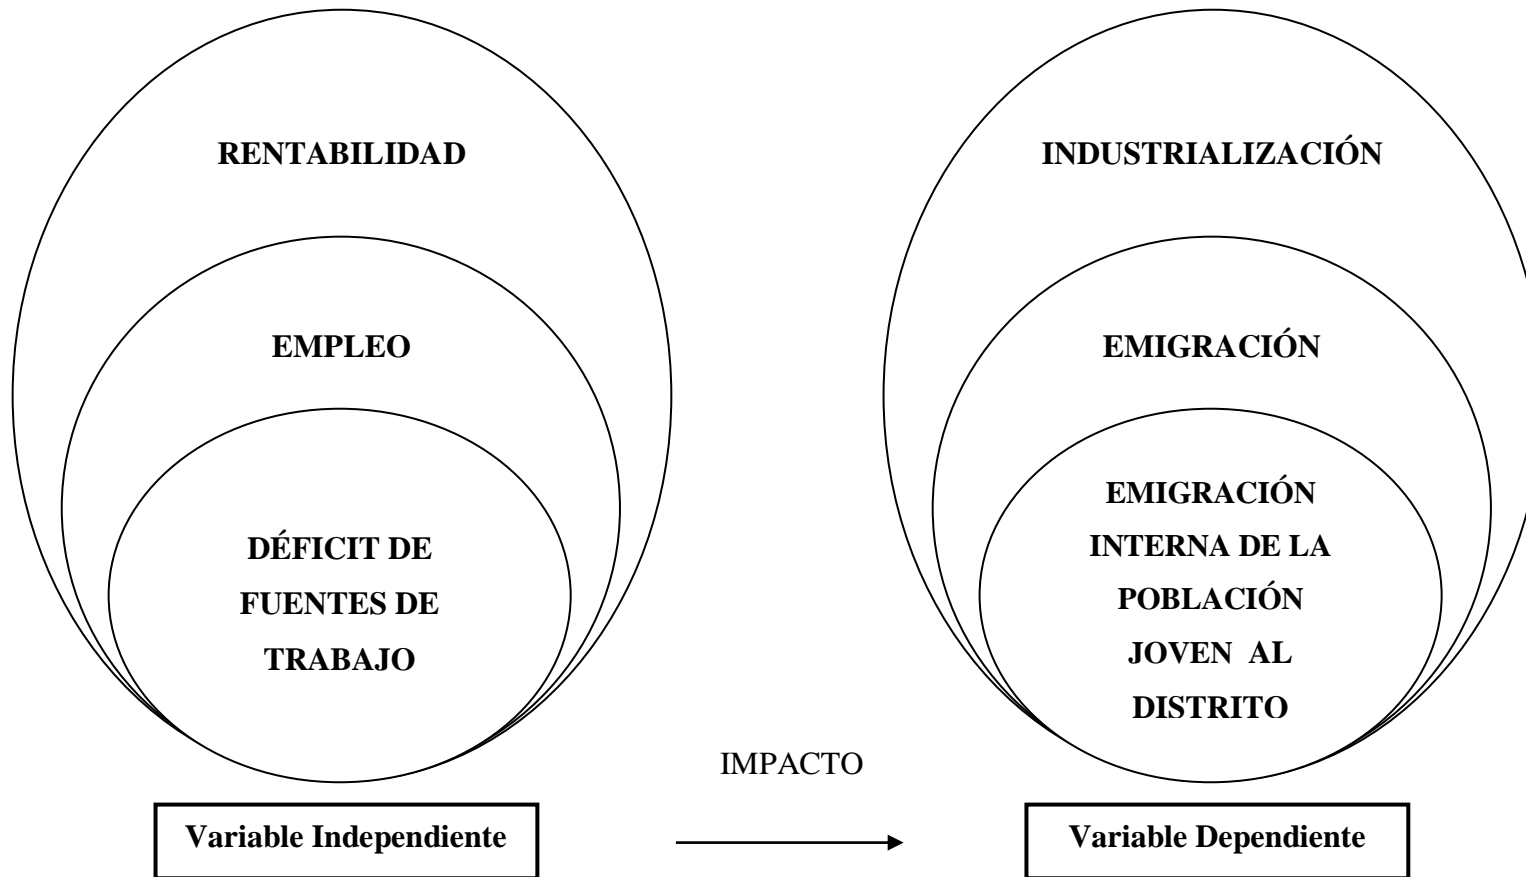 RENTABILIDAD
EMPLEO
DÉFICIT DE
FUENTES DE
TRABAJO
Variable Independiente
IMPACTO
INDUSTRIALIZACIÓN
EMIGRACIÓN
EMIGRACIÓN
INTERNA DE LA
POBLACIÓN
JOVEN AL
DISTRITO
Variable Dependiente